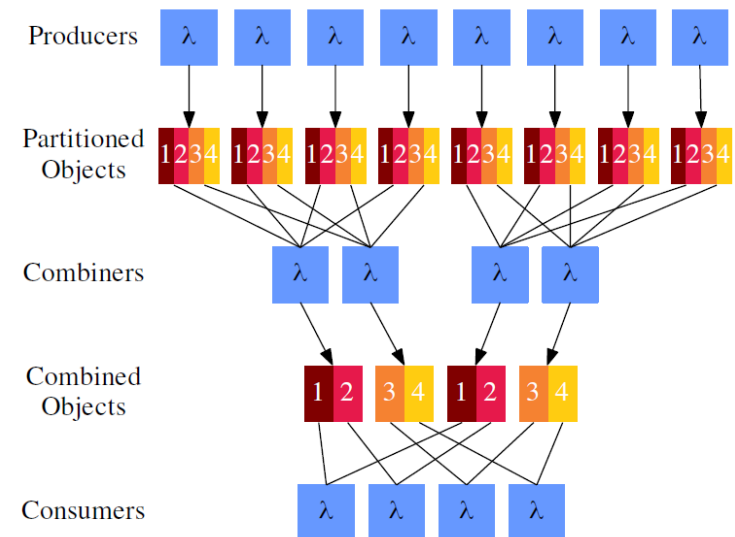 Producers λ λ λ λ λ λ λ λ
Partitioned
Objects
1234 1234 1234 1234 1234 1234 1234 1234
Combiners λ λ λ λ
Combined
Objects
1 2 3 4 1 2 3 4
Consumers λ λ λ λ